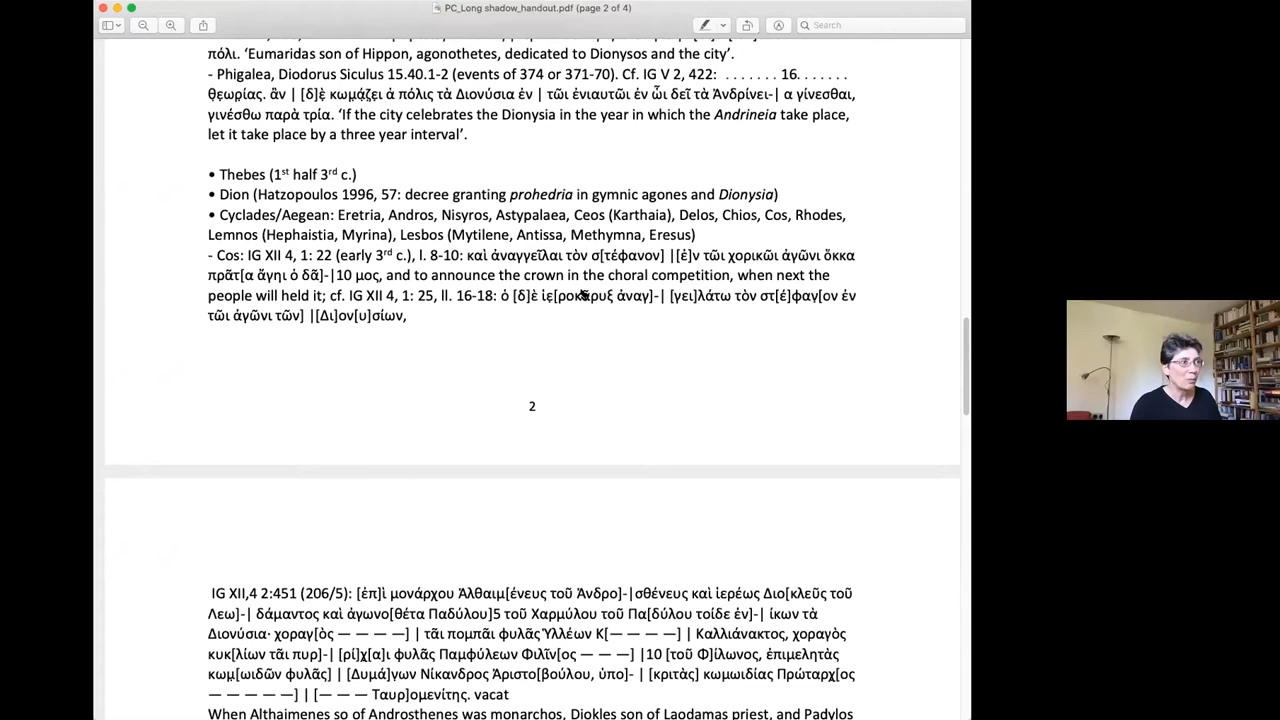 PC_Long shadow_handout.pdf (page 2 of 4)
Search
πόλι. ‘Eumaridas son of Hippon, agonothetes, dedicated to Dionysos and the city’.
- Phigalea, Diodorus Siculus 15.40.1-2 (events of 374 or 371-70). Cf. IG V 2, 422: . . . . . . . 16. . . . . . .
θ̣ε̣ωρίας. ἂν | [δ]ὲ̣ κωμά̣ζ̣ει ἁ πόλις τὰ Διονύσια ἐν | τῶι ἐνιαυτῶι ἐν ὧι δεῖ τὰ Ἀνδρίνει-| α γίνεσθαι,
γινέσθω παρὰ τρία. ‘If the city celebrates the Dionysia in the year in which the Andrineia take place,
let it take place by a three year interval’.
• Thebes (1st half 3rd c.)
• Dion (Hatzopoulos 1996, 57: decree granting prohedria in gymnic agones and Dionysia)
• Cyclades/Aegean: Eretria, Andros, Nisyros, Astypalaea, Ceos (Karthaia), Delos, Chios, Cos, Rhodes,
Lemnos (Hephaistia, Myrina), Lesbos (Mytilene, Antissa, Methymna, Eresus)
- Cos: IG XII 4, 1: 22 (early 3rd c.), l. 8-10: καὶ ἀναγγεῖλαι τὸν σ[τέφανον] |[ἐ]ν τῶι χορικῶι ἀγῶνι ὅκκα
πρᾶτ[α ἄγηι ὁ δᾶ]-|10 μος, and to announce the crown in the choral competition, when next the
people will held it; cf. IG XII 4, 1: 25, ll. 16-18: ὁ [δ]ὲ ἱε̣[ροκᾶρυξ ἀναγ]-| [γει]λάτω τὸν στ[έ]φαγ[ον ἐν
τῶι ἀγῶνι τῶν] |[Δι]ον[υ]σίων,
2
IG XII,4 2:451 (206/5): [ἐπ]ὶ μονάρχου Ἀλθαιμ[ένευς τοῦ Ἀνδρο]-|σθένευς καὶ ἱερέως Διο[κλεῦς τοῦ
Λεω]-| δάμαντος καὶ ἀγωνο[θέτα Παδύλου]5 τοῦ Χαρμύλου τοῦ Πα[δύλου τοίδε ἐν]-| ίκων τὰ
Διονύσια· χοραγ[ὸς — — — —] | τᾶι πομπᾶι φυλᾶς Ὑλλέων Κ[— — — —] | Καλλιάνακτος, χοραγὸς
κυκ[λίων τᾶι πυρ]-| [ρί]χ[α]ι φυλᾶς Παμφύλεων Φιλῖν[ος — — —] |10 [τοῦ Φ]ίλωνος, ἐπιμελητὰς
κωμ[ωιδῶν φυλᾶς] | [Δυμά]γων Νίκανδρος Ἀριστο[βούλου, ὑπο]- | [κριτὰς] κωμωιδίας Πρώταρχ[ος
— — — — —] | [— — — Ταυρ]ομενίτης. vacat
When Althaimenes so of Androsthenes was monarchos, Diokles son of Laodamas priest, and Padylos